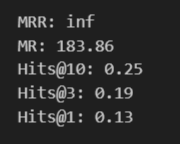 MRR: inf
MR: 183.86
Hits@10: 0.25
Hits@3: 0.19
Hits@1: 0.13